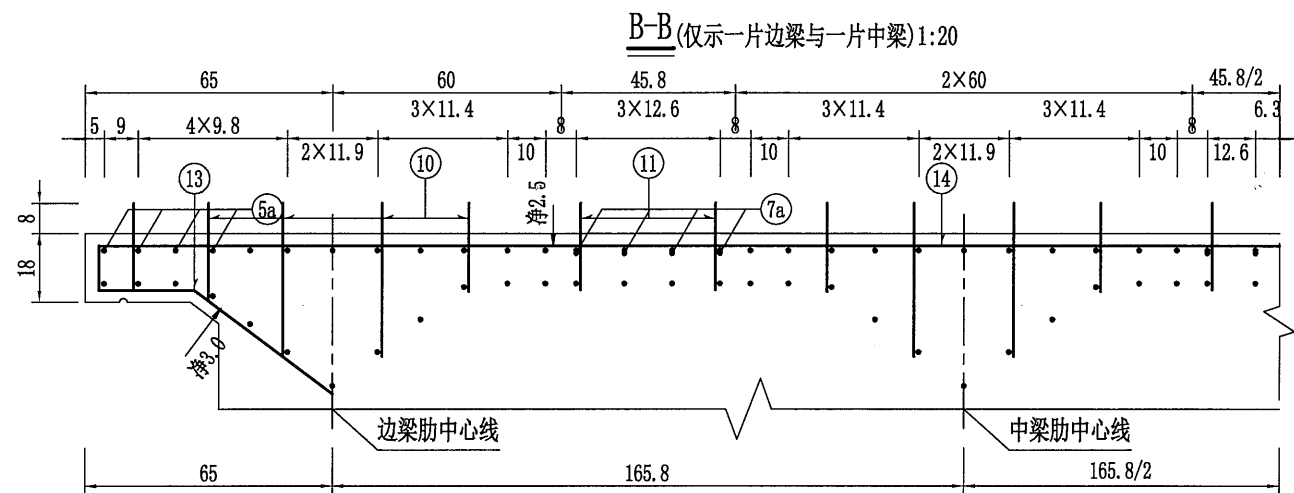 B-B(仅示一片边梁与一片中梁)1:20
65 60 45.8 2×60 45.8/2
3×11.4 3×12.6 3×11.4 3×11.4 6.3
5 9 4×9.8 8 8 8
2×11.9 10 10 2×11.9 10 12.6
13 10 11 14
5a 净2.5 7a
8
18
净3.0
边梁肋中心线 中梁肋中心线
65 165.8 165.8/2